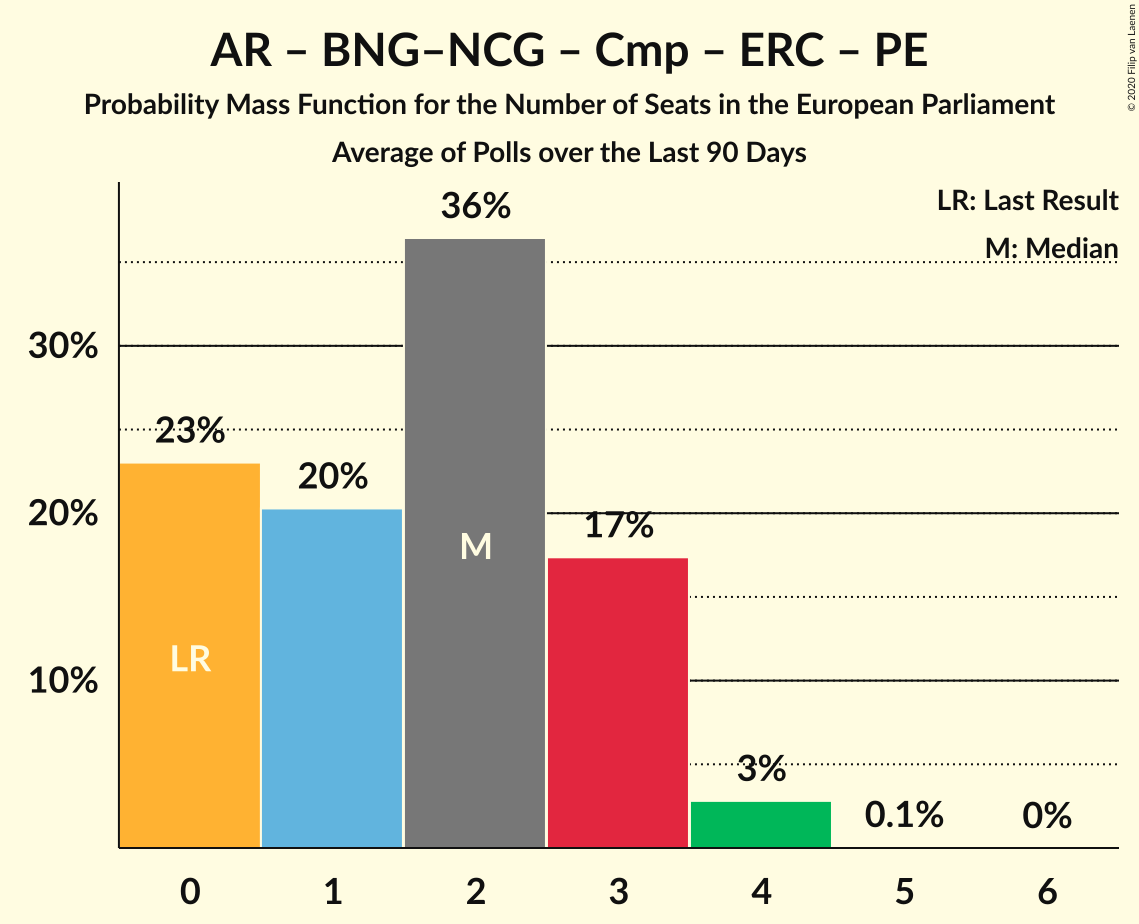 AR – BNG–NCG – Cmp – ERC – PE
Probability Mass Function for the Number of Seats in the European Parliament
Average of Polls over the Last 90 Days
© 2020 Filip van Laenen
LR: Last Result
M: Median
36%
30%
23%
20%
20%
17%
M
LR
10%
3%
0.1%
0%
0 1 2 3 4 5 6